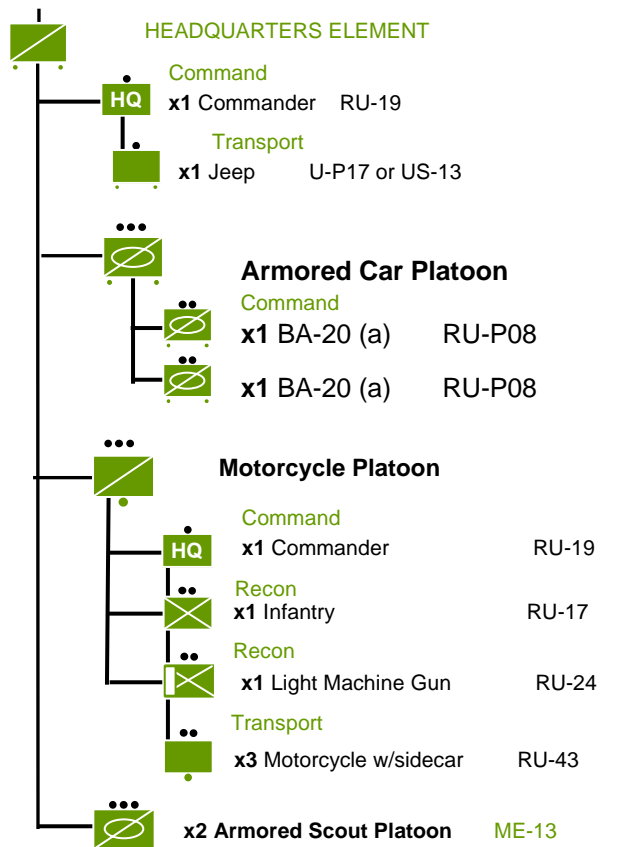 HEADQUARTERS ELEMENT
Command
HQ x1 Commander RU-19
Transport
x1 Jeep U-P17 or US-13
Armored Car Platoon
Command
x1 BA-20 (a) RU-P08
x1 BA-20 (a) RU-P08
Motorcycle Platoon
Command
HQ x1 Commander RU-19
Recon
x1 Infantry RU-17
Recon
x1 Light Machine Gun RU-24
Transport
x3 Motorcycle w/sidecar RU-43
x2 Armored Scout Platoon ME-13